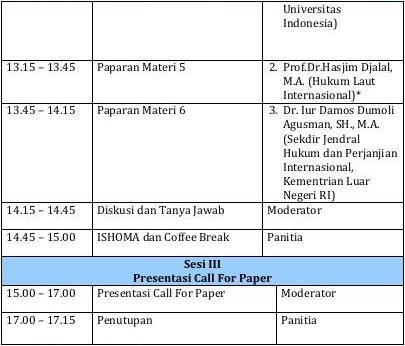 Universitas
Indonesia)
13.15 – 13.45 Paparan Materi 5 2. Prof.Dr.Hasjim Djalal,
M.A. (Hukum Laut
Internasional)*
13.45 – 14.15 Paparan Materi 6 3. Dr. Iur Damos Dumoli
Agusman, SH., M.A.
(Sekdir Jendral
Hukum dan Perjanjian
Internasional,
Kementrian Luar
Negeri RI)
14.15 – 14.45 Diskusi dan Tanya Jawab Moderator
14.45 – 15.00 ISHOMA dan Coffee Break Panitia
Sesi III
Presentasi Call For Paper
15.00 – 17.00 Presentasi Call For Paper Moderator
17.00 – 17.15 Penutupan Panitia